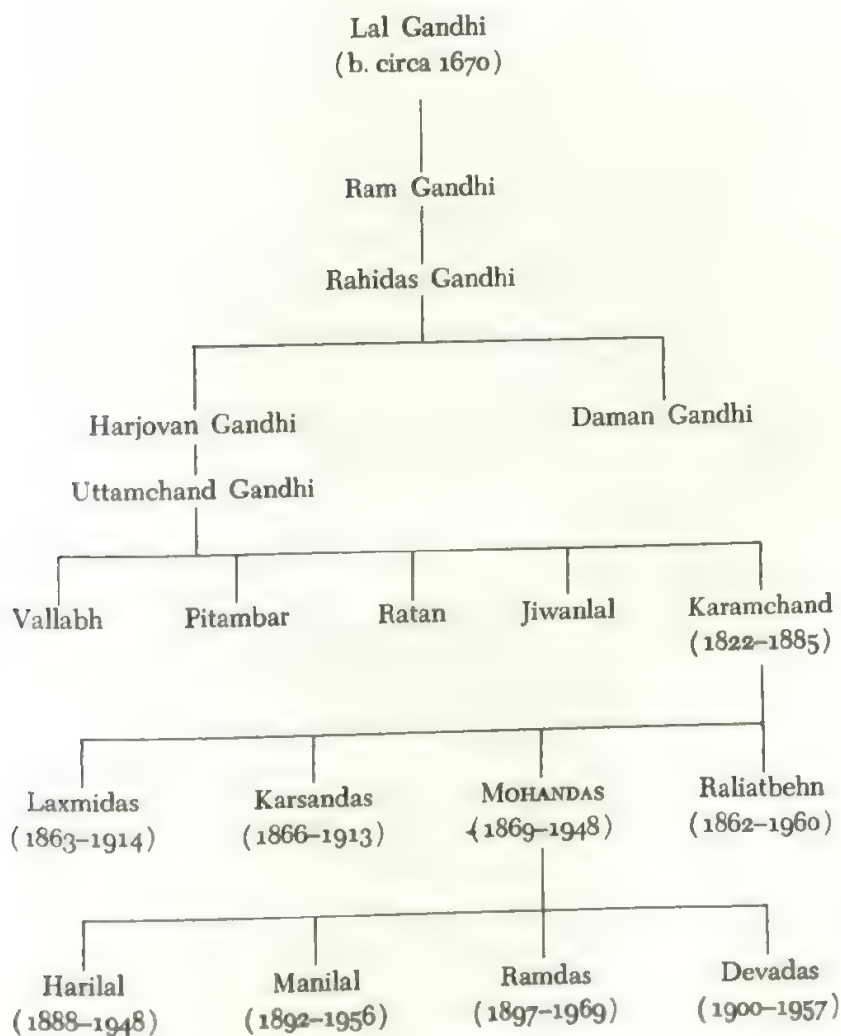 Lal Gandhi
(b. circa 1670)
Ram Gandhi
Rahidas Gandhi
Harjovan Gandhi
Daman Gandhi
Uttamchand Gandhi
Vallabh Pitambar Ratan Jiwanlal Karamchand
(1822–1885)
Laxmidas Karsandas MOHANDAS Raliatbehn
(1863–1914) (1866–1913) (1869–1948) (1862–1960)
Harilal Manilal Ramdas Devadas
(1888–1948) (1892–1956) (1897–1969) (1900–1957)